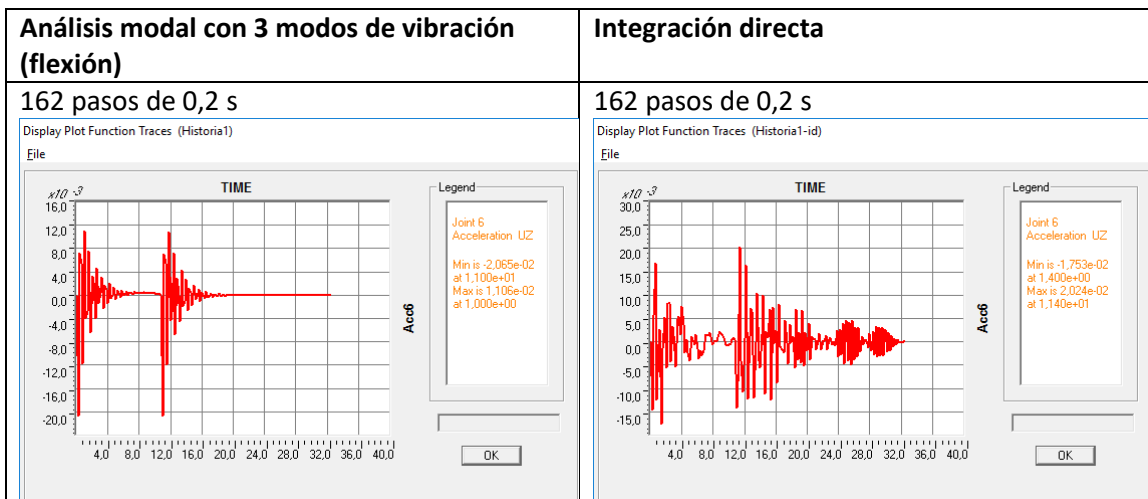 Análisis modal con 3 modos de vibración
(flexión)
Integración directa
162 pasos de 0,2 s
Display Plot Function Traces (Historia1)
File
TIME
x10 -3
16,0
12,0
8,0
4,0
0,0
-4,0
-8,0
-12,0
-16,0
-20,0
4,0 8,0 12,0 16,0 20,0 24,0 28,0 32,0 36,0 40,0
Acc6
Legend
Joint 6
Acceleration UZ
Min is -2,065e-02
at 1,100e+01
Max is 1,106e-02
at 1,000e+00
OK
162 pasos de 0,2 s
Display Plot Function Traces (Historia1-id)
File
TIME
x10 -3
30,0
25,0
20,0
15,0
10,0
5,0
0,0
-5,0
-10,0
-15,0
4,0 8,0 12,0 16,0 20,0 24,0 28,0 32,0 36,0 40,0
Acc6
Legend
Joint 6
Acceleration UZ
Min is -1,753e-02
at 1,400e+00
Max is 2,024e-02
at 1,140e+01
OK